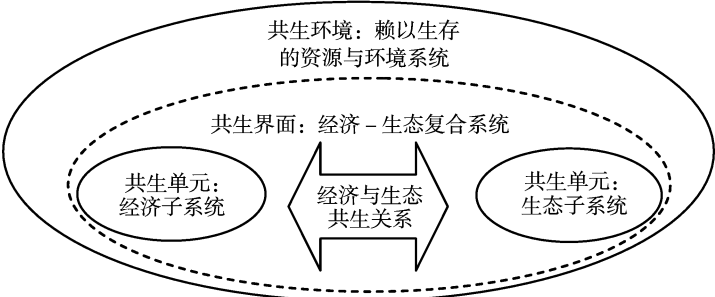 共生环境：赖以生存
的资源与环境系统
共生界面：经济－生态复合系统
共生单元：
经济子系统
经济与生态
共生关系
共生单元：
生态子系统